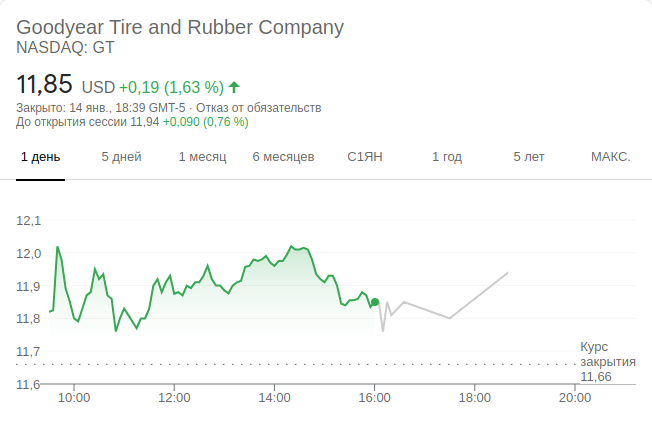 Goodyear Tire and Rubber Company
NASDAQ: GT
11,85 USD +0,19 (1,63 %)
Закрыто: 14 янв., 18:39 GMT-5 · Отказ от обязательств
До открытия сессии 11,94 +0,090 (0,76 %)
1 день 5 дней 1 месяц 6 месяцев С1ЯН 1 год 5 лет МАКС.
12,1
12,0
11,9
11,8
11,7
Курс
закрытия
11,66
11,6
10:00 12:00 14:00 16:00 18:00 20:00